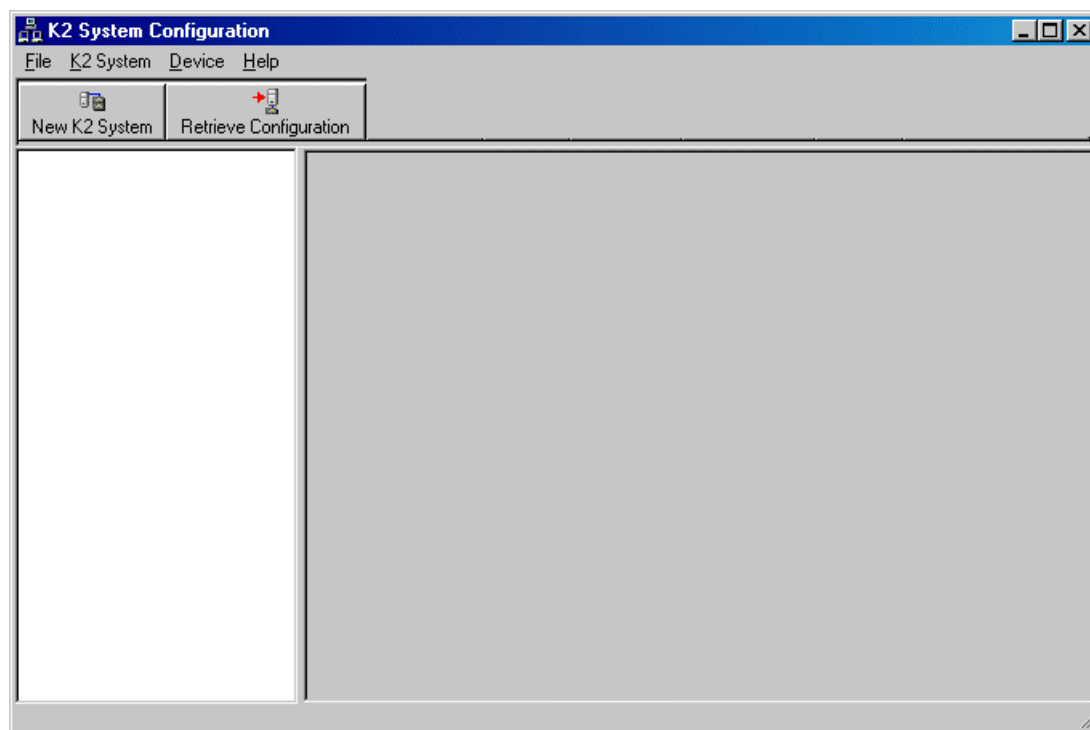 K2 System Configuration
File K2 System Device Help
New K2 System Retrieve Configuration